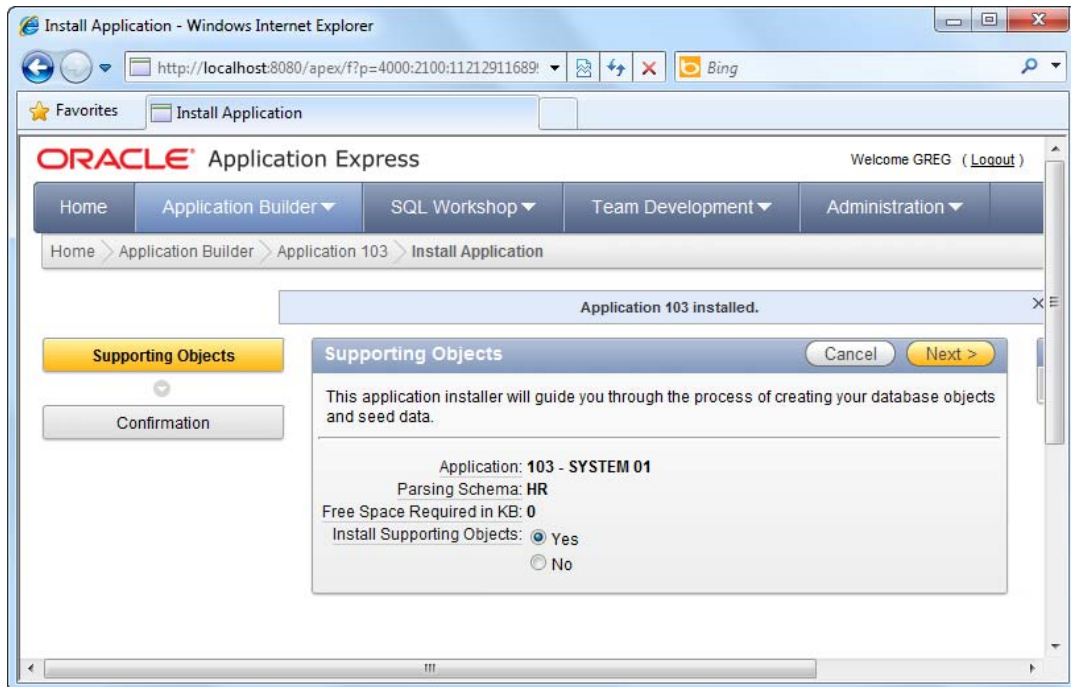 Install Application - Windows Internet Explorer
http://localhost:8080/apex/f?p=4000:2100:11212911689
Bing
Favorites
Install Application
ORACLE Application Express
Welcome GREG ( Logout )
Home Application Builder SQL Workshop Team Development Administration
Home Application Builder Application 103 Install Application
Application 103 installed.
Supporting Objects
Confirmation
Supporting Objects
Cancel Next >
This application installer will guide you through the process of creating your database objects
and seed data.
Application: 103 - SYSTEM 01
Parsing Schema: HR
Free Space Required in KB: 0
Install Supporting Objects: Yes
No